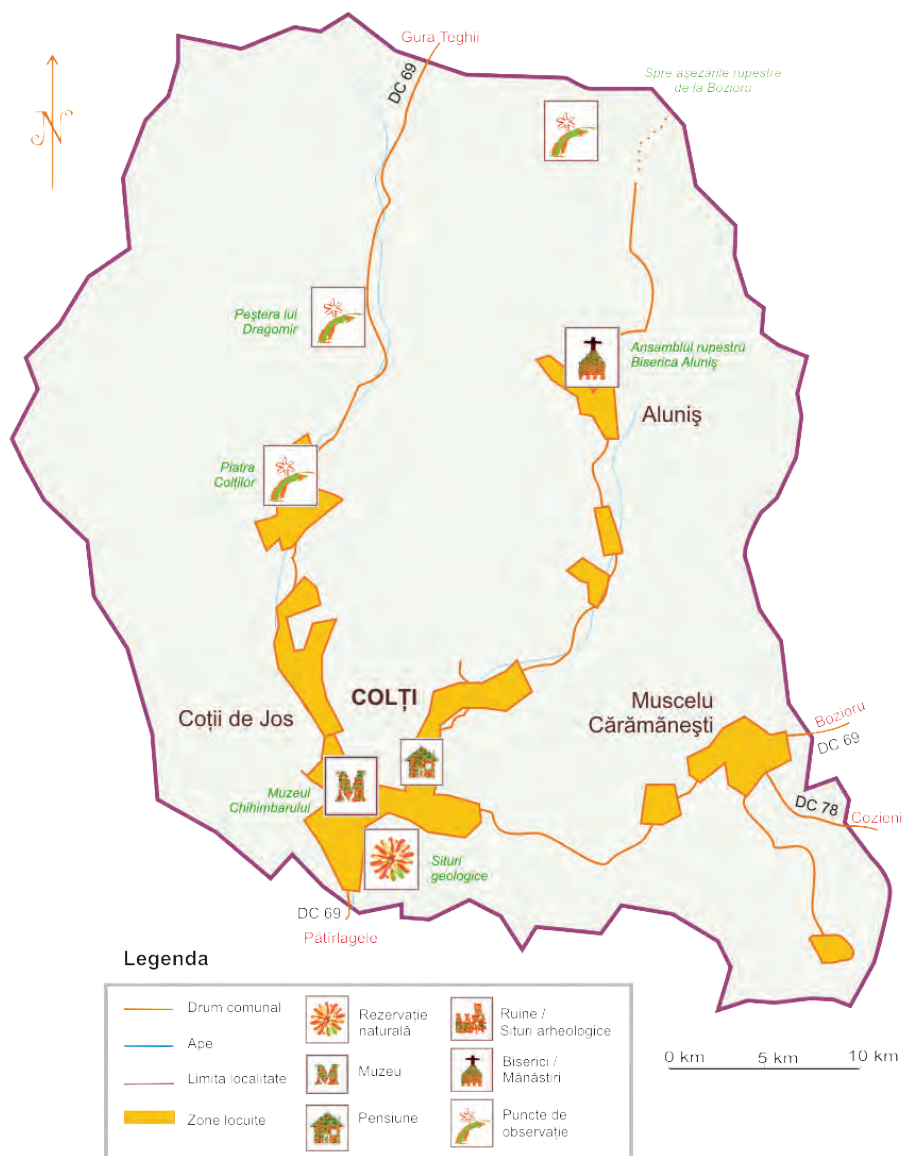 Gura Teghii
DC 69
Spre așezările rupestre
de la Bozioru
N
Peștera lui
Dragomir
Ansamblul rupestru
Biserica Aluniș
Aluniş
Piatra
Colților
COLȚI
Coții de Jos
Muscelu
Cărămănești
Bozioru
DC 69
M
Muzeul
Chihimbarului
DC 78
Cozieni
Situri
geologice
DC 69
Pătîrlagele
Legenda
Drum comunal
Ape
Limita localitate
Zone locuite
Rezervație
naturală
M
Muzeu
Pensiune
Ruine /
Situri arheologice
Biserici /
Mănăstiri
Puncte de
observație
0 km
5 km
10 km